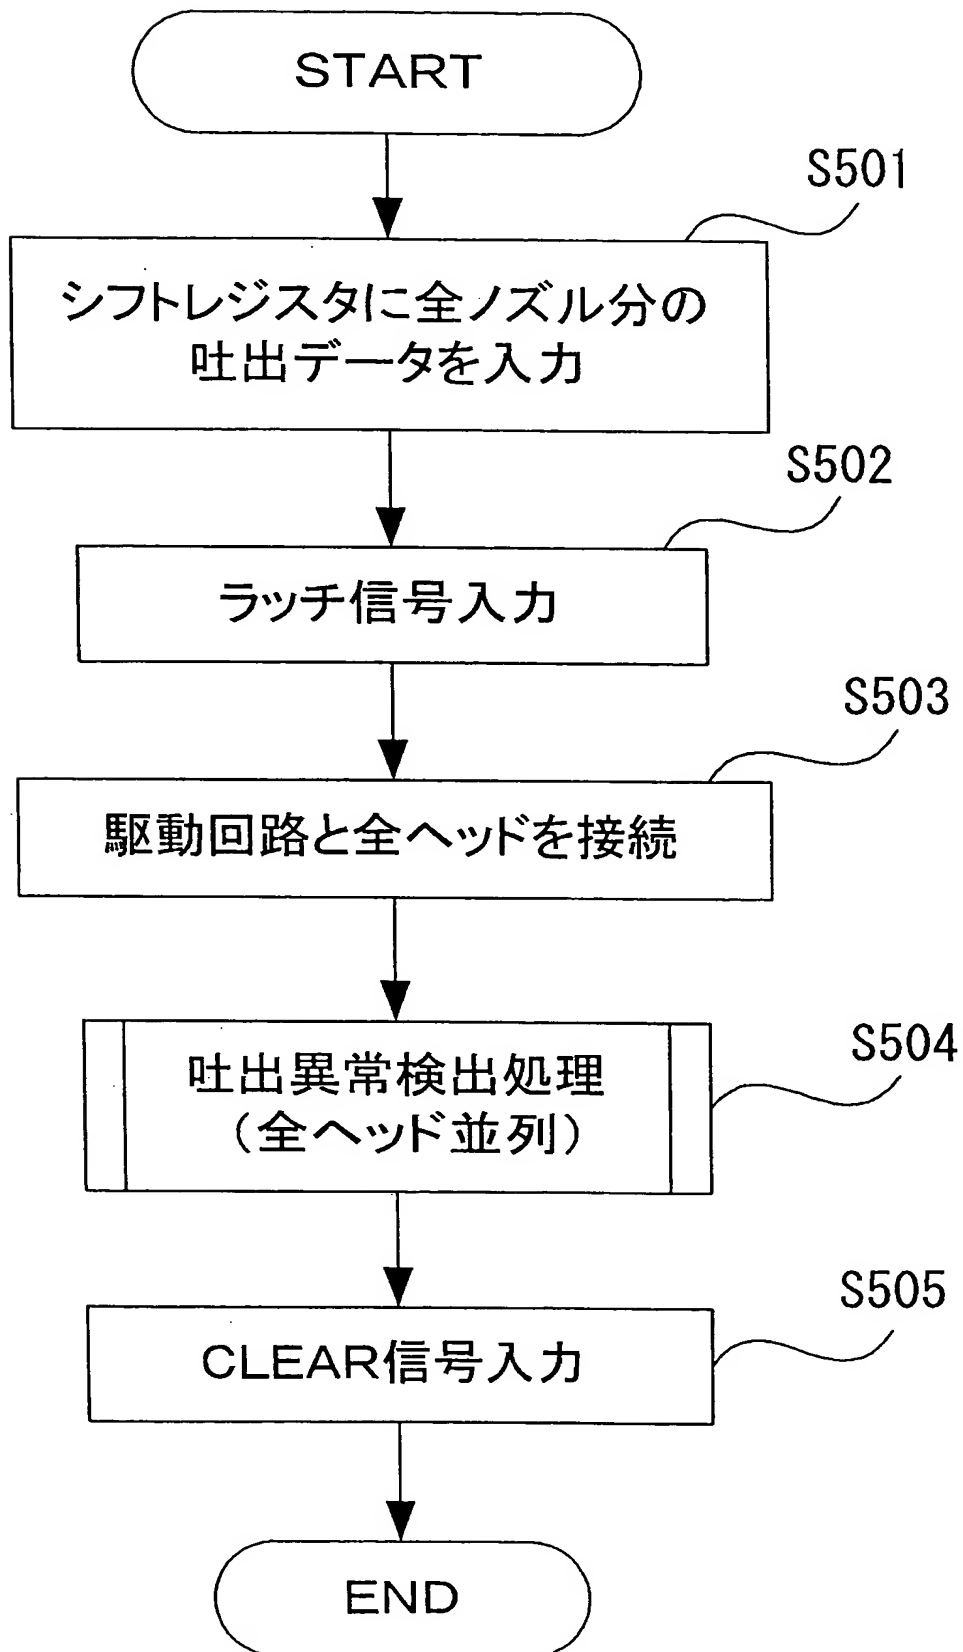 START
S501
シフトレジスタに全ノズル分の
吐出データを入力
S502
ラッチ信号入力
S503
駆動回路と全ヘッドを接続
S504
吐出異常検出処理
(全ヘッド並列)
S505
CLEAR信号入力
END